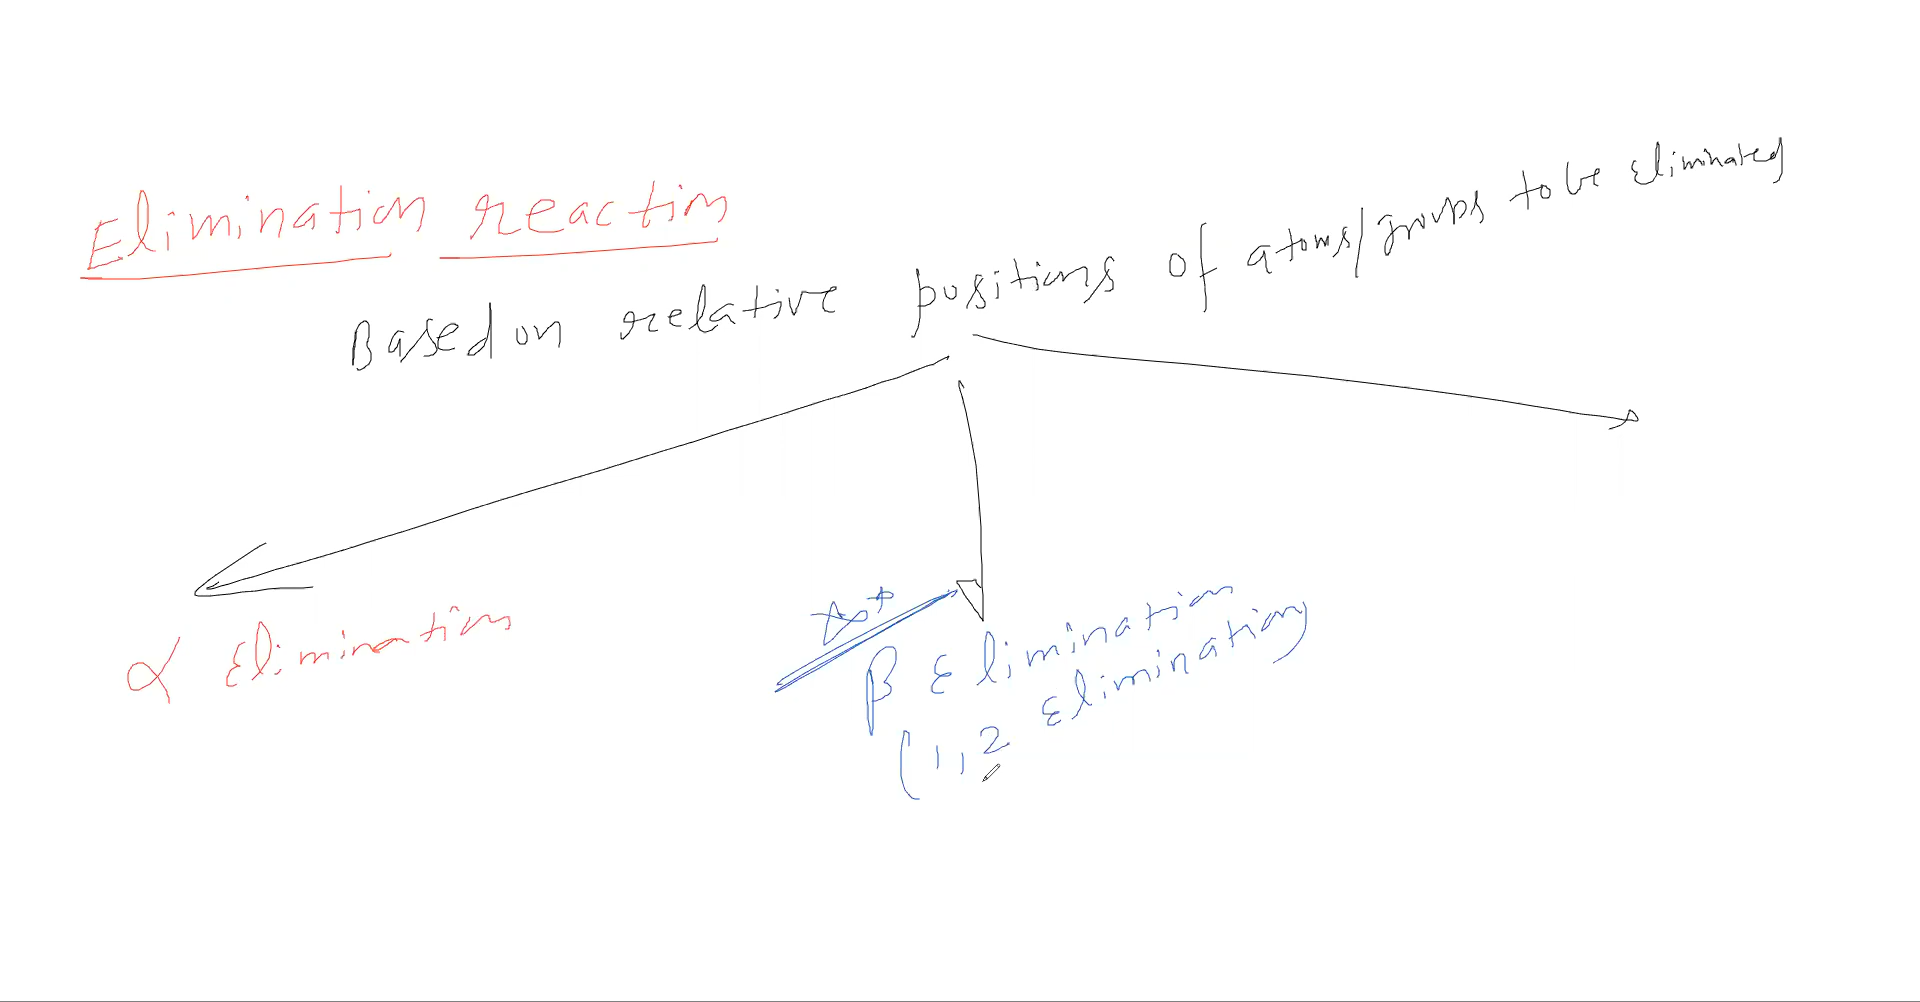 Elimination reaction
Based on relative positions of atoms/groups to be eliminated
α Elimination
β Elimination
(1,2 Elimination)